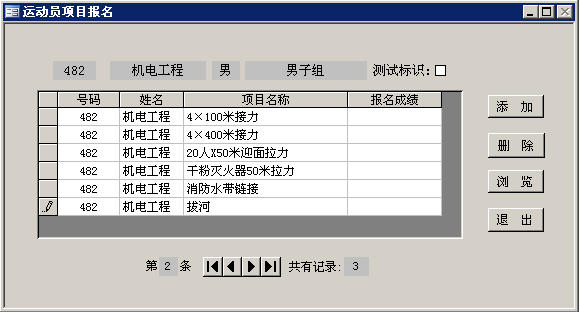 运动员项目报名
482 机电工程 男 男子组 测试标识：
号码 姓名 项目名称 报名成绩
482 机电工程 4×100米接力
482 机电工程 4×400米接力
482 机电工程 20人X50米迎面拉力
482 机电工程 干粉灭火器50米拉力
482 机电工程 消防水带链接
482 机电工程 拔河
添 加
删 除
浏 览
退 出
第 2 条 共有记录: 3